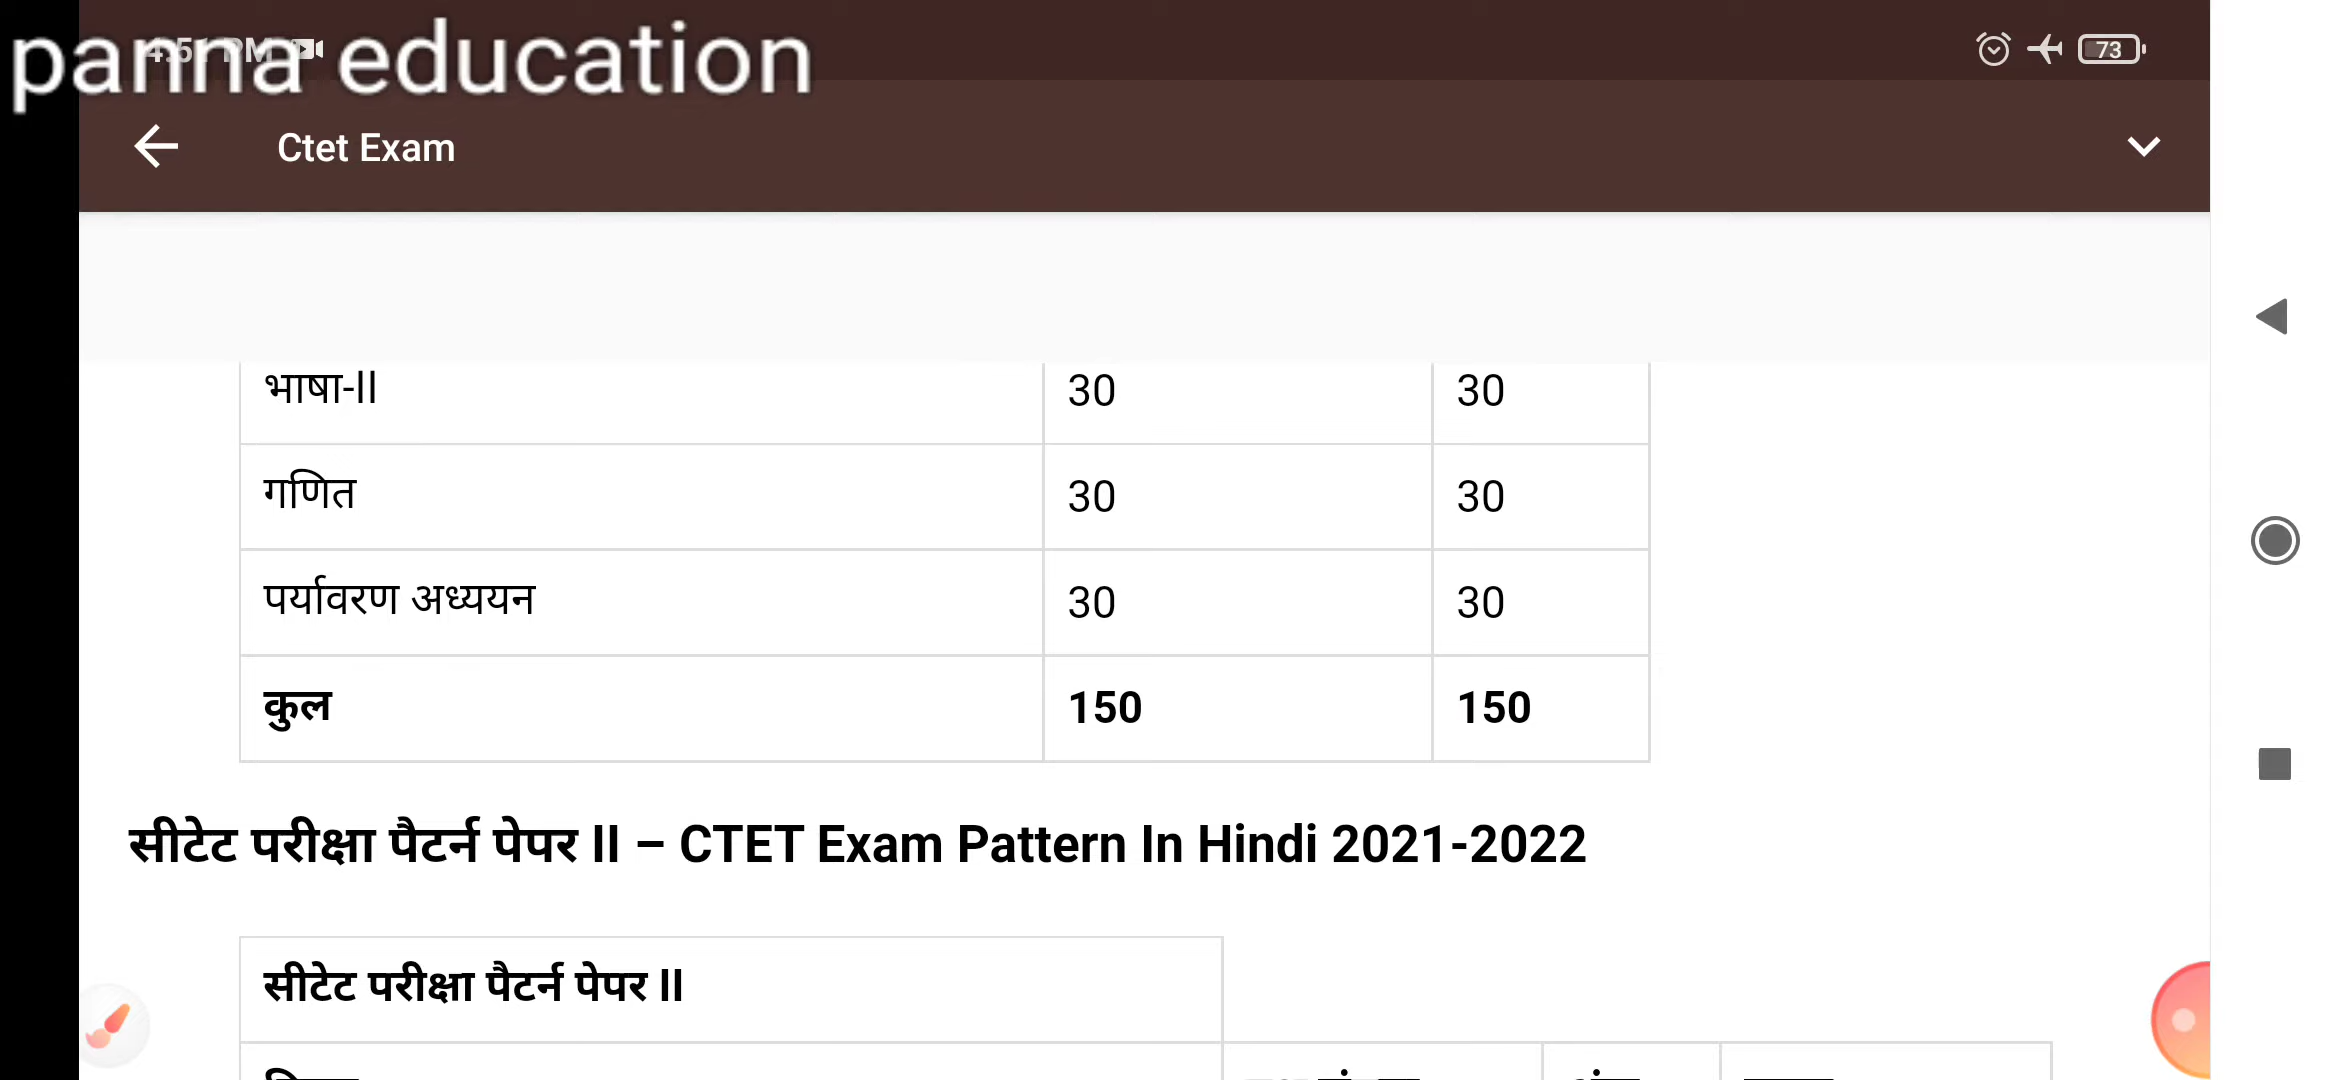 panna education
73
Ctet Exam
भाषा-II 30 30
गणित 30 30
पर्यावरण अध्ययन 30 30
कुल 150 150
सीटेट परीक्षा पैटर्न पेपर II – CTET Exam Pattern In Hindi 2021-2022
सीटेट परीक्षा पैटर्न पेपर II